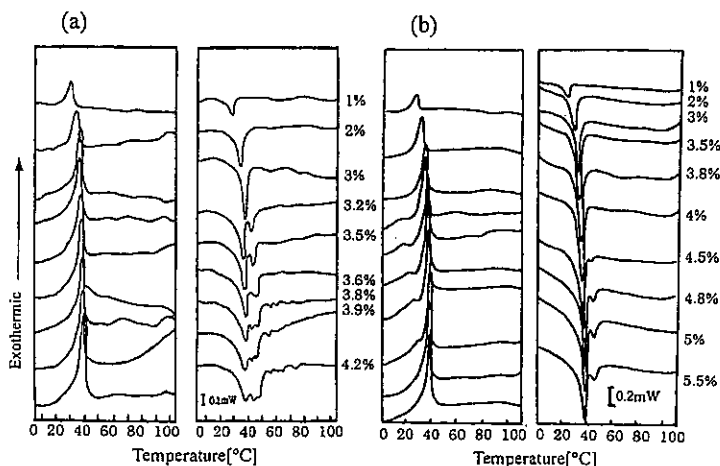 (a)
(b)
Exothermic
1%
2%
3%
3.2%
3.5%
3.6%
3.8%
3.9%
4.2%
0.1mW
1%
2%
3%
3.5%
3.8%
4%
4.5%
4.8%
5%
5.5%
0.2mW
0 20 40 60 80 100
0 20 40 60 80 100
0 20 40 60 80 100
0 20 40 60 80 100
Temperature[°C]
Temperature[°C]